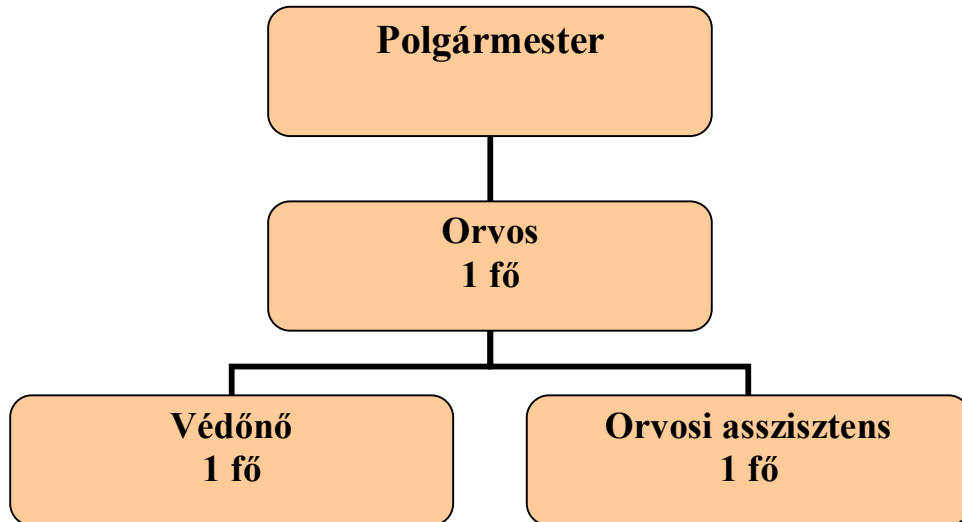 Polgármester
Orvos
1 fő
Védőnő
1 fő
Orvosi asszisztens
1 fő